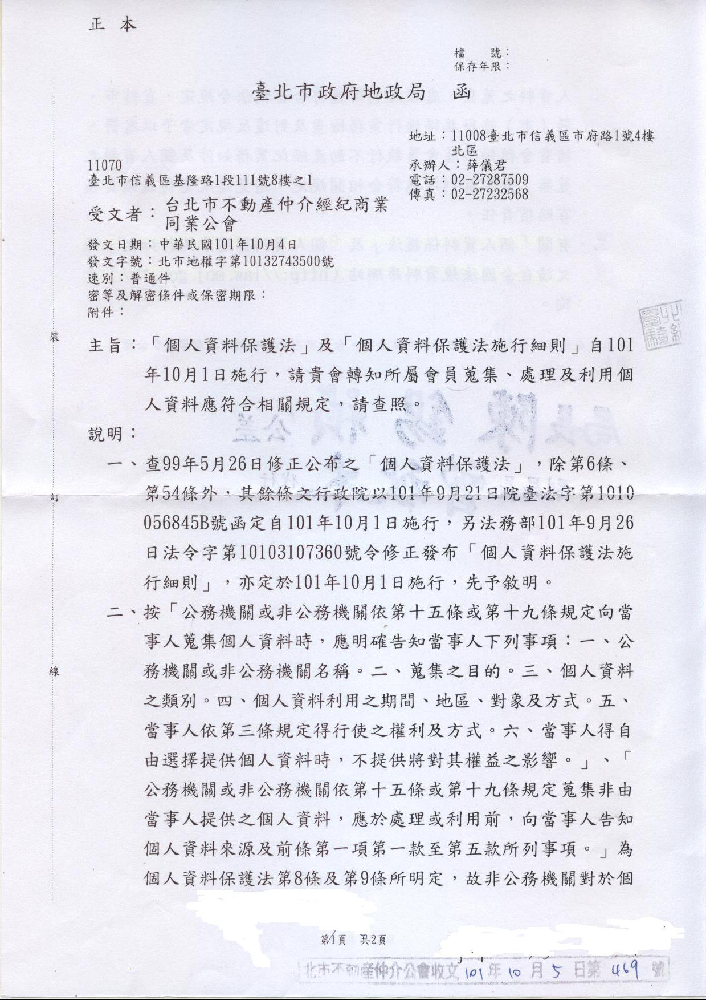 正 本
檔　　號：
保存年限：
臺北市政府地政局　函
地址：11008臺北市信義區市府路1號4樓
北區
承辦人：薛儀君
電話：02-27287509
傳真：02-27232568
11070
臺北市信義區基隆路1段111號8樓之1
受文者：台北市不動產仲介經紀商業
同業公會
發文日期：中華民國101年10月4日
發文字號：北市地權字第10132743500號
速別：普通件
密等及解密條件或保密期限：
附件：
主旨：「個人資料保護法」及「個人資料保護法施行細則」自101
年10月1日施行，請貴會轉知所屬會員蒐集、處理及利用個
人資料應符合相關規定，請查照。
說明：
一、查99年5月26日修正公布之「個人資料保護法」，除第6條、
第54條外，其餘條文行政院以101年9月21日院臺法字第1010
056845B號函定自101年10月1日施行，另法務部101年9月26
日法令字第10103107360號令修正發布「個人資料保護法施
行細則」，亦定於101年10月1日施行，先予敘明。
二、按「公務機關或非公務機關依第十五條或第十九條規定向當
事人蒐集個人資料時，應明確告知當事人下列事項：一、公
務機關或非公務機關名稱。二、蒐集之目的。三、個人資料
之類別。四、個人資料利用之期間、地區、對象及方式。五、
當事人依第三條規定得行使之權利及方式。六、當事人得自
由選擇提供個人資料時，不提供將對其權益之影響。」、「
公務機關或非公務機關依第十五條或第十九條規定蒐集非由
當事人提供之個人資料，應於處理或利用前，向當事人告知
個人資料來源及前條第一項第一款至第五款所列事項。」為
個人資料保護法第8條及第9條所明定，故非公務機關對於個
裝
訂
線
第1頁　共2頁
北市不動產仲介公會收文101年10月5日第469號